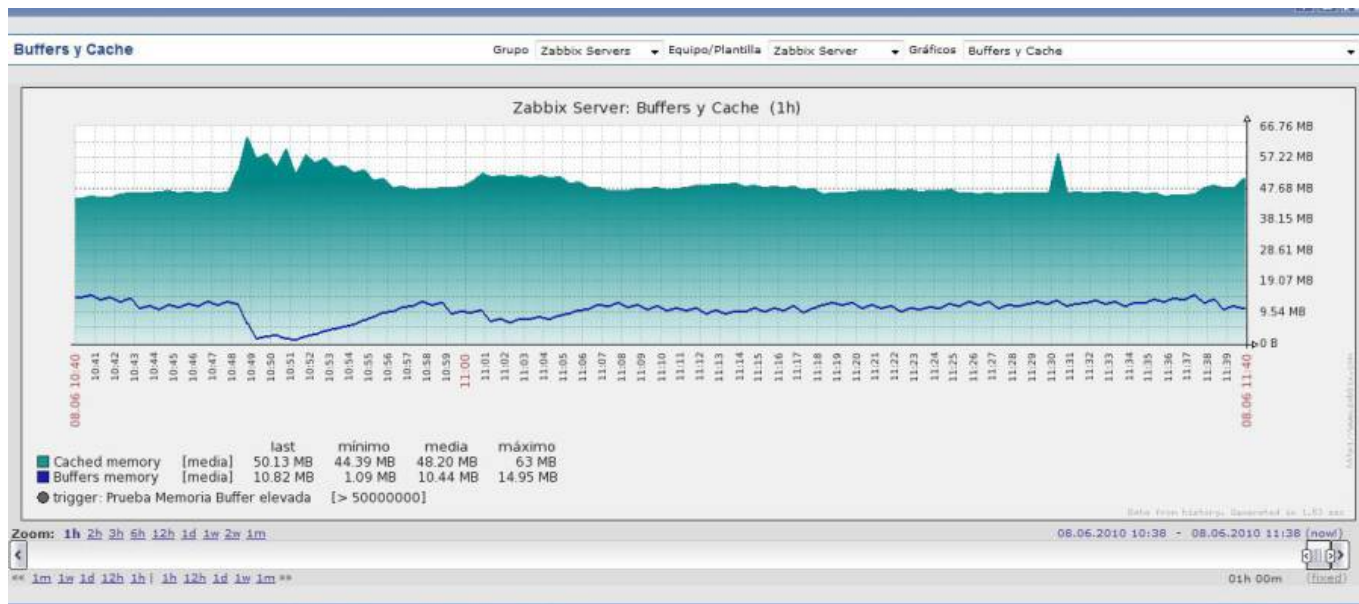 Buffers y Cache Grupo Zabbix Servers Equipo/Plantilla Zabbix Server Gráficos Buffers y Cache
Zabbix Server: Buffers y Cache (1h)
66.76 MB
57.22 MB
47.68 MB
38.15 MB
28.61 MB
19.07 MB
9.54 MB
0 B
08.06 10:40 10:41 10:42 10:43 10:44 10:45 10:46 10:47 10:48 10:49 10:50 10:51 10:52 10:53 10:54 10:55 10:56 10:57 10:58 10:59 11:00 11:01 11:02 11:03 11:04 11:05 11:06 11:07 11:08 11:09 11:10 11:11 11:12 11:13 11:14 11:15 11:16 11:17 11:18 11:19 11:20 11:21 11:22 11:23 11:24 11:25 11:26 11:27 11:28 11:29 11:30 11:31 11:32 11:33 11:34 11:35 11:36 11:37 11:38 11:39 08.06 11:40
last mínimo media máximo
Cached memory [media] 50.13 MB 44.39 MB 48.20 MB 63 MB
Buffers memory [media] 10.82 MB 1.09 MB 10.44 MB 14.95 MB
trigger: Prueba Memoria Buffer elevada [> 50000000]
Data from history. Generated in 1.53 sec
Zoom: 1h 2h 3h 6h 12h 1d 1w 2w 1m 08.06.2010 10:38 - 08.06.2010 11:38 (now!)
«« 1m 1w 1d 12h 1h | 1h 12h 1d 1w 1m »» 01h 00m (fixed)